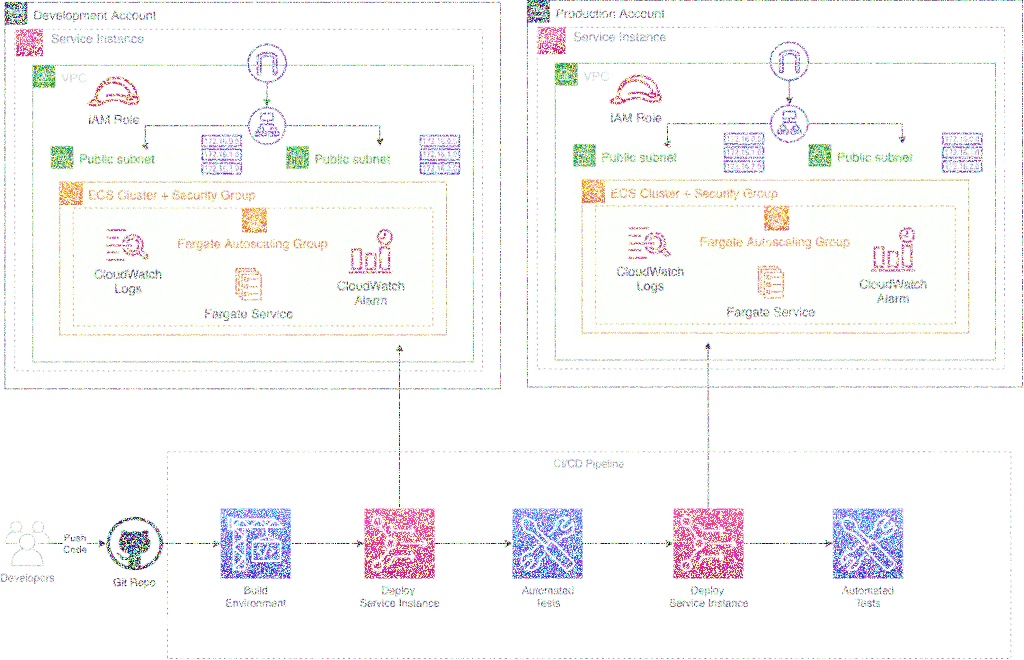 Development Account
Service Instance
VPC
IAM Role
Public subnet
Public subnet
ECS Cluster + Security Group
Fargate Autoscaling Group
CloudWatch
Logs
CloudWatch
Alarm
Fargate Service
Production Account
Service Instance
VPC
IAM Role
Public subnet
Public subnet
ECS Cluster + Security Group
Fargate Autoscaling Group
CloudWatch
Logs
CloudWatch
Alarm
Fargate Service
CI/CD Pipeline
Developers
Push
Code
Git Repo
Build
Environment
Deploy
Service Instance
Automated
Tests
Deploy
Service Instance
Automated
Tests